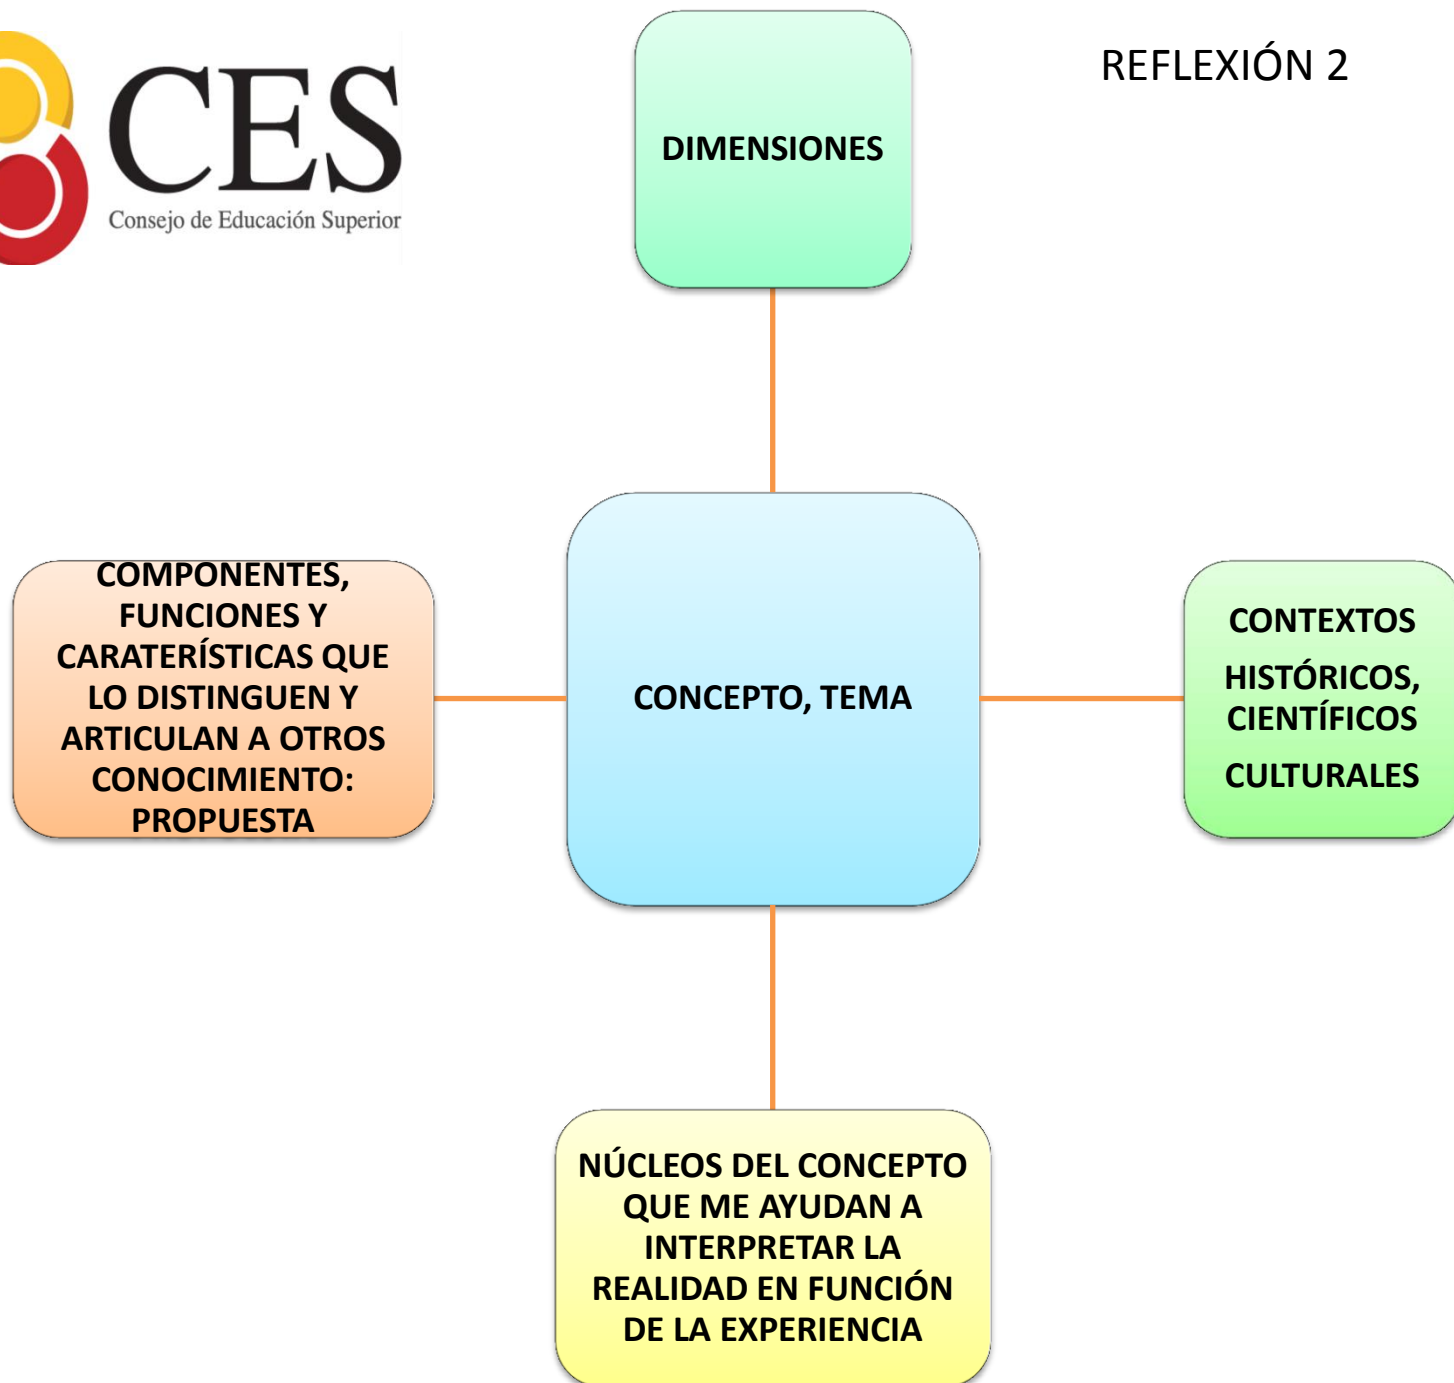 CES
Consejo de Educación Superior
REFLEXIÓN 2
DIMENSIONES
COMPONENTES,
FUNCIONES Y
CARATERÍSTICAS QUE
LO DISTINGUEN Y
ARTICULAN A OTROS
CONOCIMIENTO:
PROPUESTA
CONCEPTO, TEMA
CONTEXTOS
HISTÓRICOS,
CIENTÍFICOS
CULTURALES
NÚCLEOS DEL CONCEPTO
QUE ME AYUDAN A
INTERPRETAR LA
REALIDAD EN FUNCIÓN
DE LA EXPERIENCIA